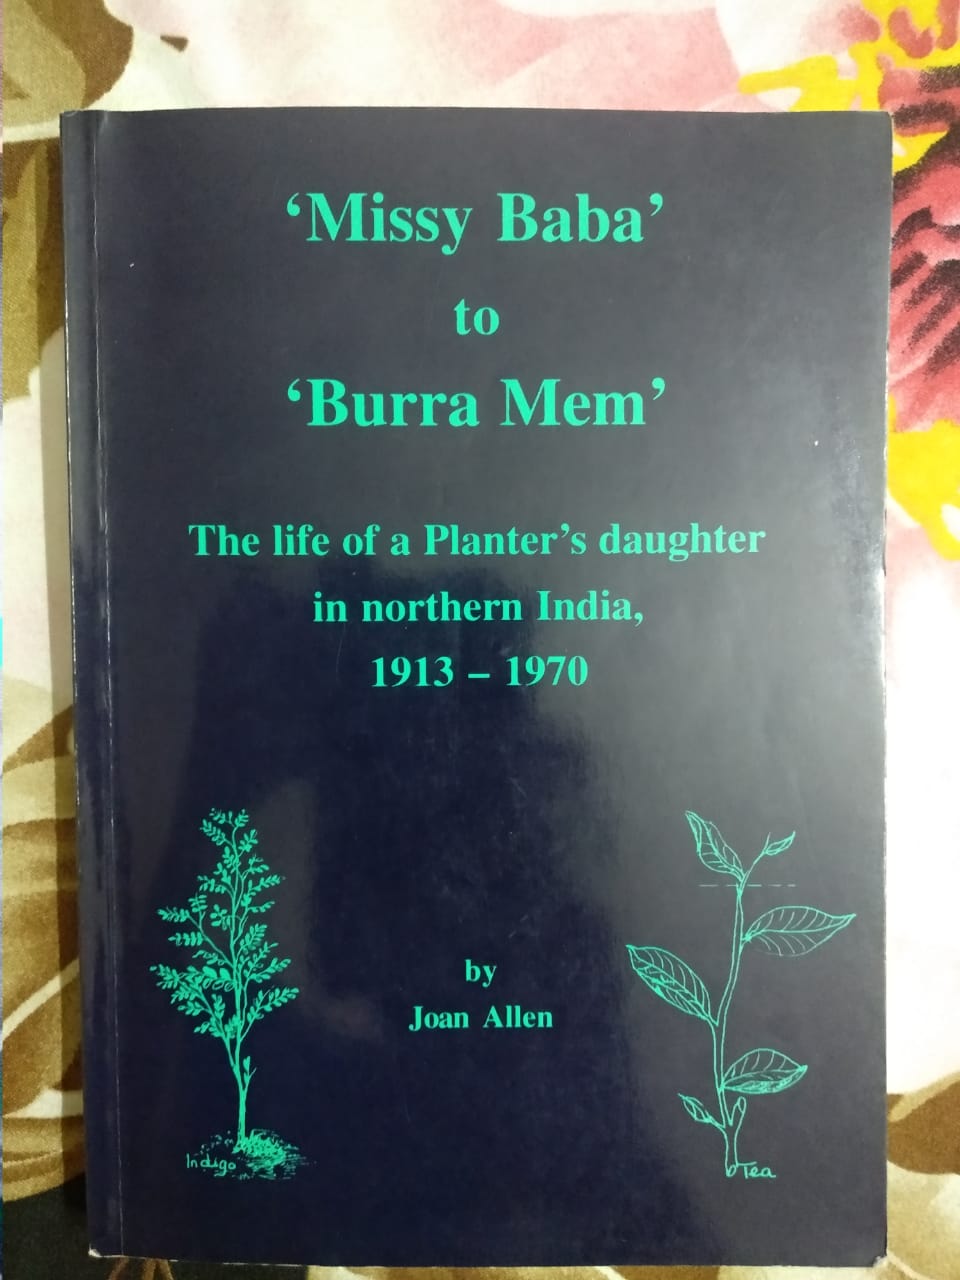 ‘Missy Baba’
to
‘Burra Mem’
The life of a Planter’s daughter
in northern India,
1913 – 1970
by
Joan Allen
Indigo
Tea